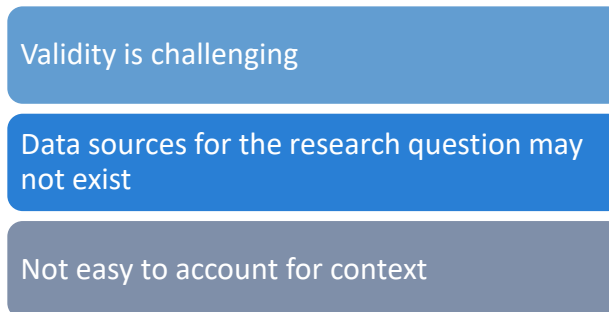 Validity is challenging
Data sources for the research question may
not exist
Not easy to account for context